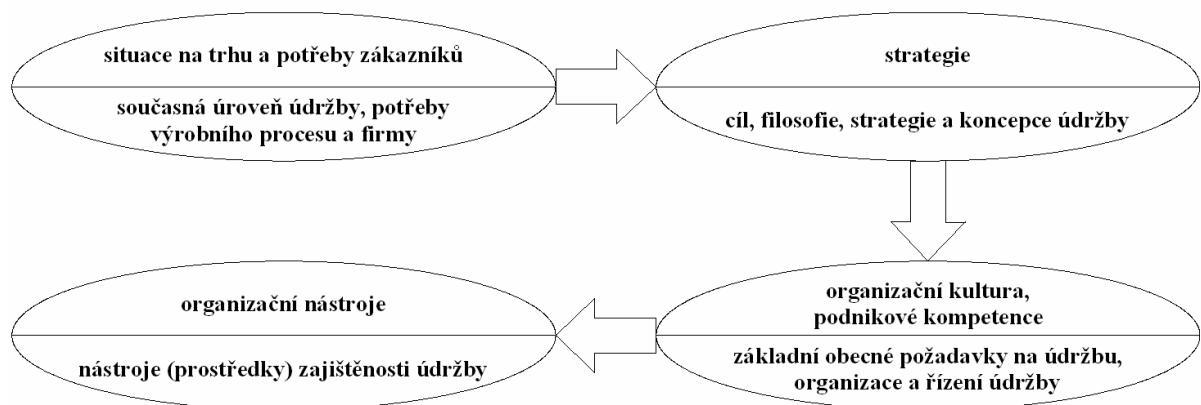 situace na trhu a potřeby zákazníků
současná úroveň údržby, potřeby
výrobního procesu a firmy
strategie
cíl, filosofie, strategie a koncepce údržby
organizační nástroje
nástroje (prostředky) zajištěnosti údržby
organizační kultura,
podnikové kompetence
základní obecné požadavky na údržbu,
organizace a řízení údržby